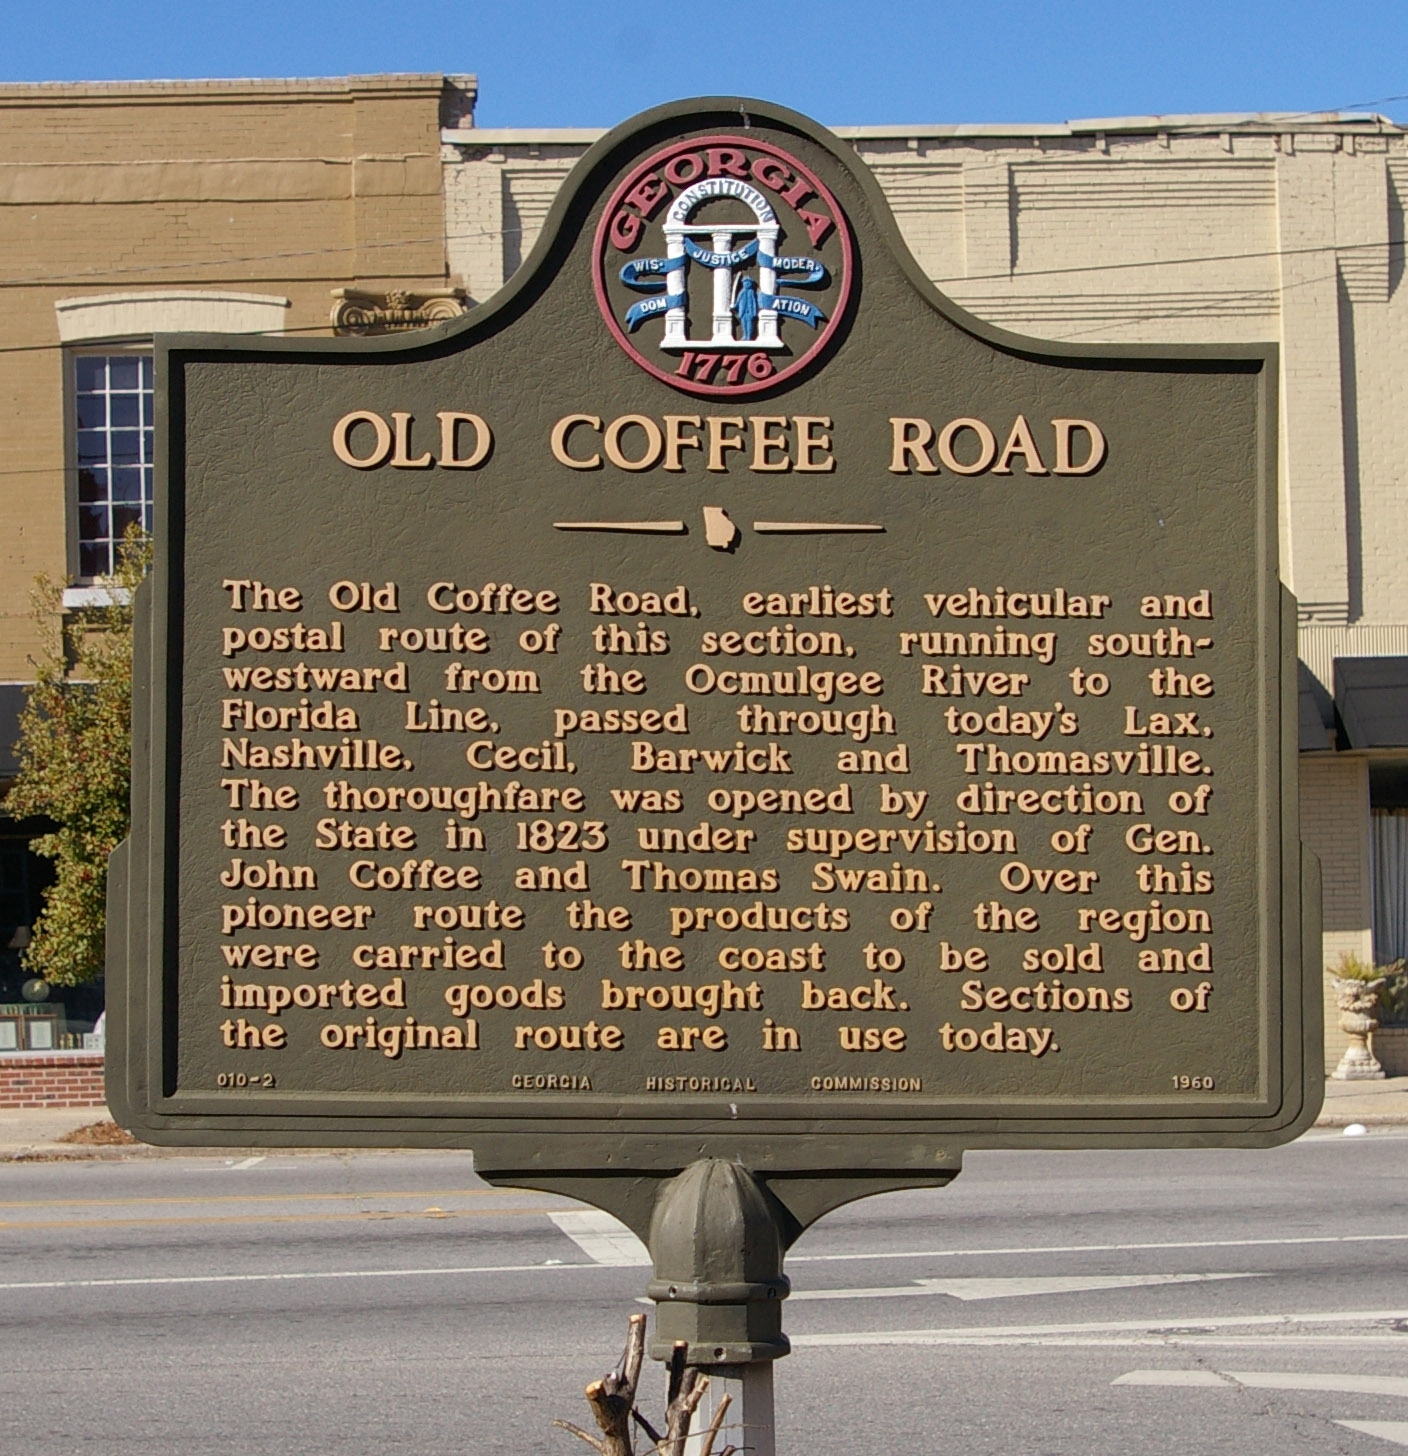 GEORGIA
CONSTITUTION
WIS- JUSTICE MODER-
DOM ATION
1776
OLD COFFEE ROAD
The Old Coffee Road, earliest vehicular and
postal route of this section, running south-
westward from the Ocmulgee River to the
Florida Line, passed through today's Lax,
Nashville, Cecil, Barwick and Thomasville.
The thoroughfare was opened by direction of
the State in 1823 under supervision of Gen.
John Coffee and Thomas Swain. Over this
pioneer route the products of the region
were carried to the coast to be sold and
imported goods brought back. Sections of
the original route are in use today.
010-2 GEORGIA HISTORICAL COMMISSION 1960